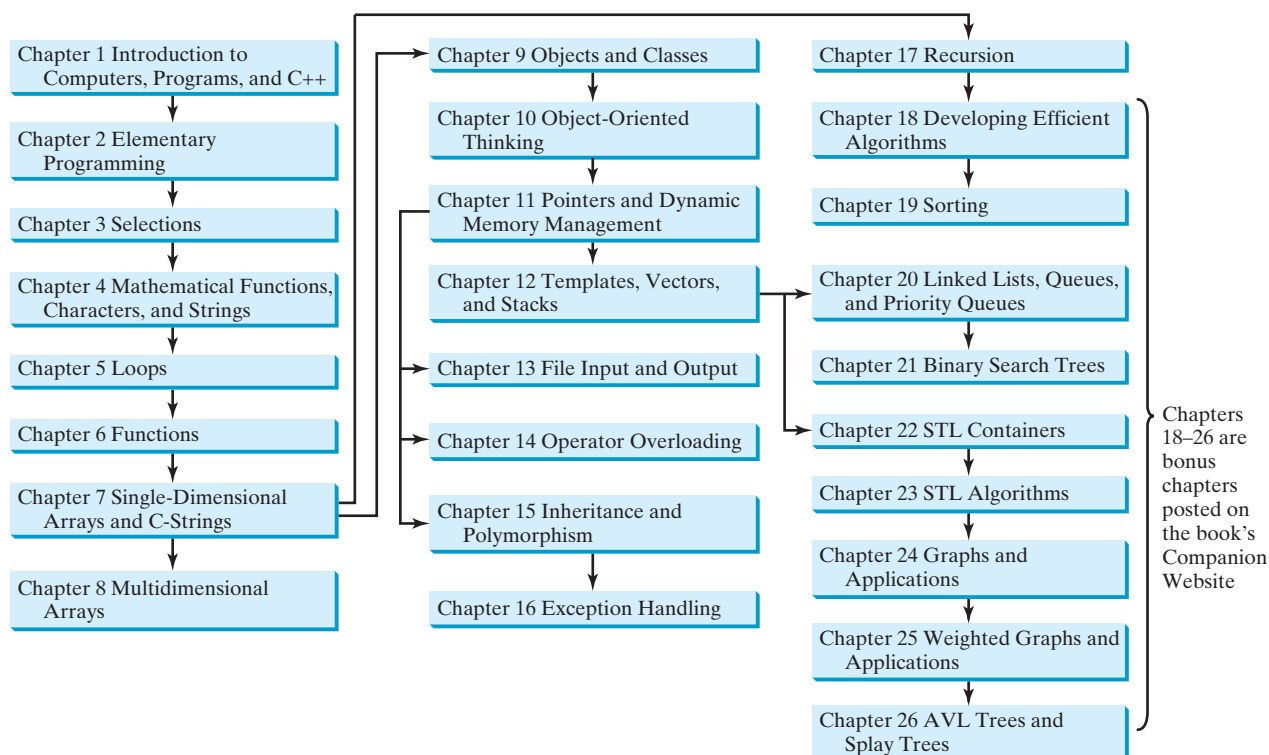 Chapter 1 Introduction to
Computers, Programs, and C++
Chapter 2 Elementary
Programming
Chapter 3 Selections
Chapter 4 Mathematical Functions,
Characters, and Strings
Chapter 5 Loops
Chapter 6 Functions
Chapter 7 Single-Dimensional
Arrays and C-Strings
Chapter 8 Multidimensional
Arrays
Chapter 9 Objects and Classes
Chapter 10 Object-Oriented
Thinking
Chapter 11 Pointers and Dynamic
Memory Management
Chapter 12 Templates, Vectors,
and Stacks
Chapter 13 File Input and Output
Chapter 14 Operator Overloading
Chapter 15 Inheritance and
Polymorphism
Chapter 16 Exception Handling
Chapter 17 Recursion
Chapter 18 Developing Efficient
Algorithms
Chapter 19 Sorting
Chapter 20 Linked Lists, Queues,
and Priority Queues
Chapter 21 Binary Search Trees
Chapter 22 STL Containers
Chapter 23 STL Algorithms
Chapter 24 Graphs and
Applications
Chapter 25 Weighted Graphs and
Applications
Chapter 26 AVL Trees and
Splay Trees
Chapters
18–26 are
bonus
chapters
posted on
the book's
Companion
Website